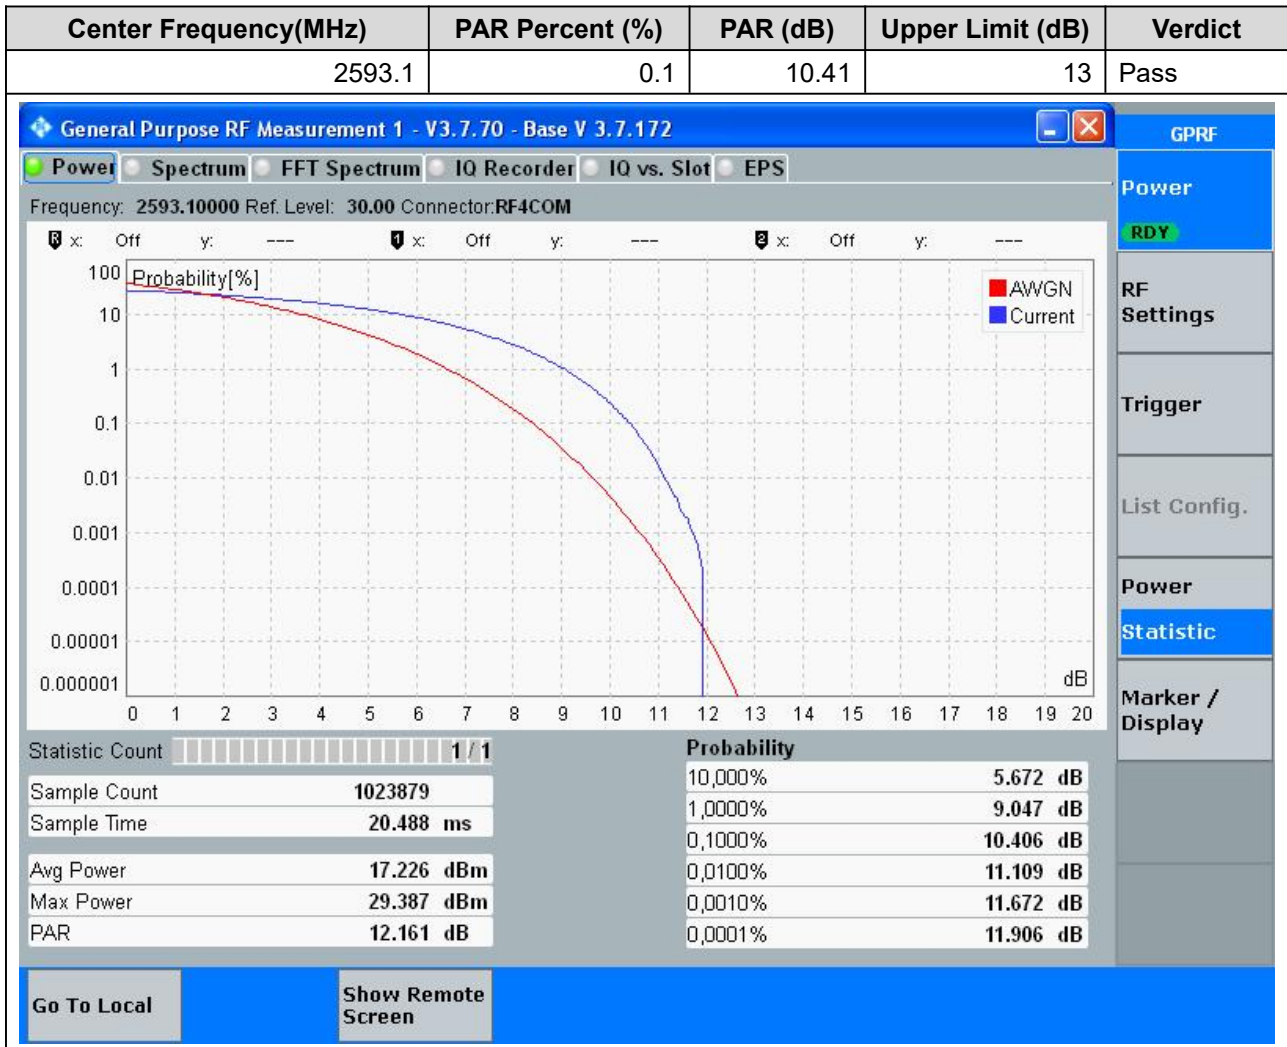 Center Frequency(MHz) PAR Percent (%) PAR (dB) Upper Limit (dB) Verdict
2593.1 0.1 10.41 13 Pass
General Purpose RF Measurement 1 - V3.7.70 - Base V 3.7.172
GPRF
Power Spectrum FFT Spectrum IQ Recorder IQ vs. Slot EPS
Power
RDY
Frequency: 2593.10000 Ref. Level: 30.00 Connector:RF4COM
R x: Off y: --- 1 x: Off y: --- 2 x: Off y: ---
Probability[%]
AWGN
Current
100
10
1
0.1
0.01
0.001
0.0001
0.00001
0.000001
dB
0 1 2 3 4 5 6 7 8 9 10 11 12 13 14 15 16 17 18 19 20
RF
Settings
Trigger
List Config.
Power
Statistic
Marker /
Display
Statistic Count 1 / 1
Sample Count 1023879
Sample Time 20.488 ms
Avg Power 17.226 dBm
Max Power 29.387 dBm
PAR 12.161 dB
Probability
10,000% 5.672 dB
1,0000% 9.047 dB
0,1000% 10.406 dB
0,0100% 11.109 dB
0,0010% 11.672 dB
0,0001% 11.906 dB
Go To Local
Show Remote
Screen